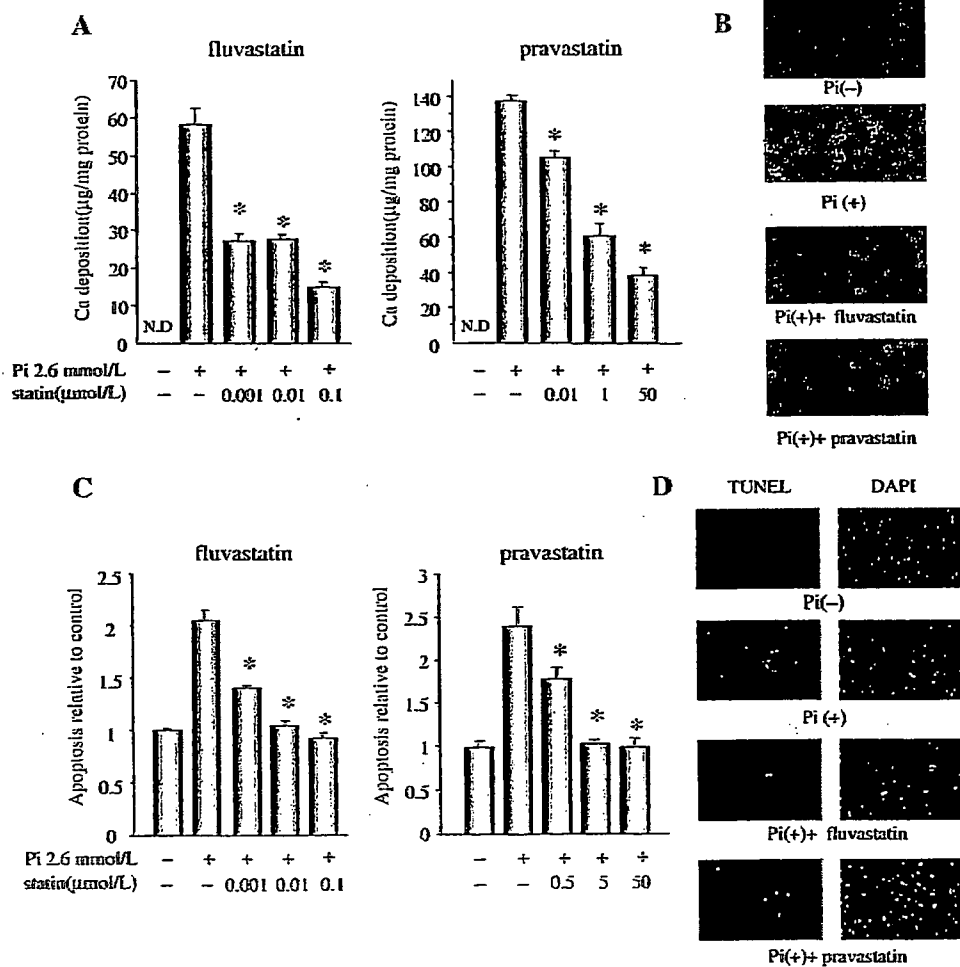 A
fluvastatin
Ca deposition(µg/mg protein)
70
60
50
40
30
20
10
0
N.D
Pi 2.6 mmol/L – + + + +
statin(µmol/L) – – 0.001 0.01 0.1
* * *
pravastatin
Ca deposition(µg/mg protein)
140
120
100
80
60
40
20
0
N.D
– + + + +
– – 0.01 1 50
* * *
B
Pi(–)
Pi (+)
Pi(+)+ fluvastatin
Pi(+)+ pravastatin
C
fluvastatin
Apoptosis relative to control
2.5
2
1.5
1
0.5
0
* * *
Pi 2.6 mmol/L – + + + +
statin(µmol/L) – – 0.001 0.01 0.1
pravastatin
Apoptosis relative to control
3
2.5
2
1.5
1
0.5
0
* * *
– + + + +
– – 0.5 5 50
D
TUNEL DAPI
Pi(–)
Pi (+)
Pi(+)+ fluvastatin
Pi(+)+ pravastatin